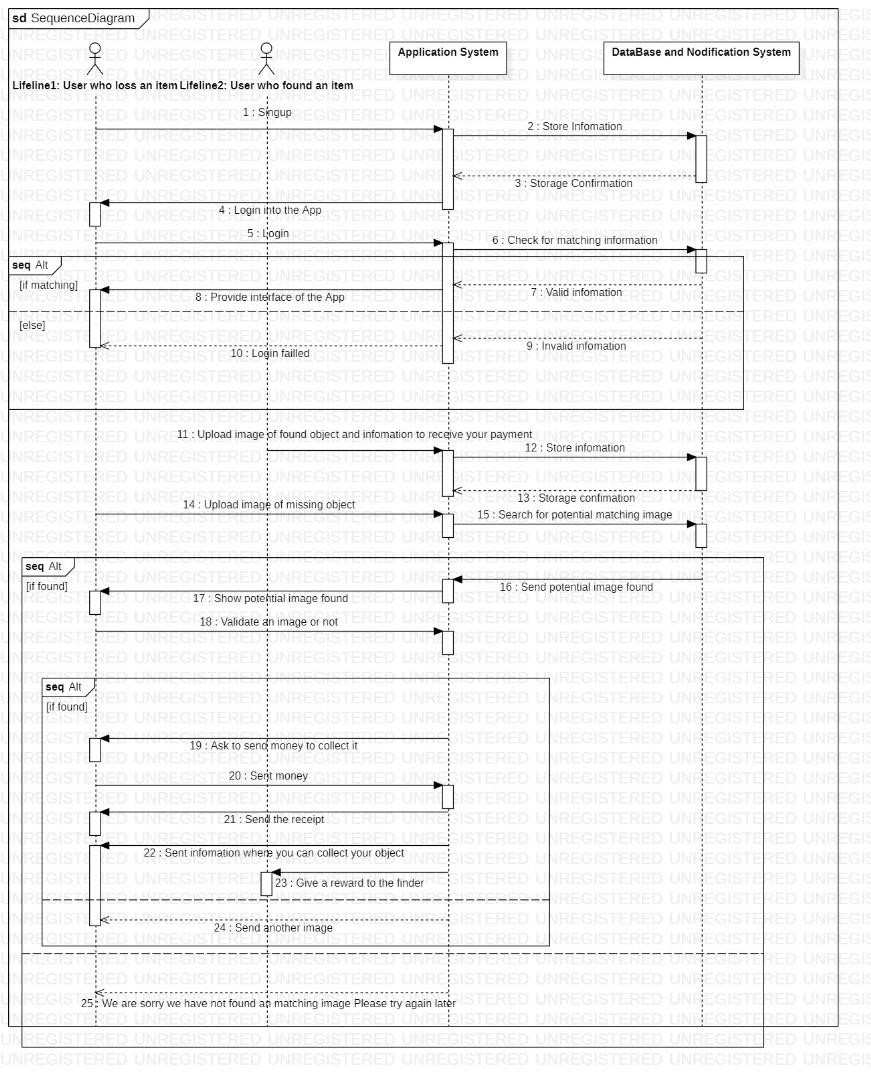 sd SequenceDiagram
Application System
DataBase and Nodification System
Lifeline1: User who loss an item
Lifeline2: User who found an item
1 : Singup
2 : Store Infomation
3 : Storage Confirmation
4 : Login into the App
5 : Login
6 : Check for matching information
seq Alt
[if matching]
7 : Valid infomation
8 : Provide interface of the App
[else]
9 : Invalid infomation
10 : Login failled
11 : Upload image of found object and infomation to receive your payment
12 : Store infomation
13 : Storage confimation
14 : Upload image of missing object
15 : Search for potential matching image
seq Alt
[if found]
16 : Send potential image found
17 : Show potential image found
18 : Validate an image or not
seq Alt
[if found]
19 : Ask to send money to collect it
20 : Sent money
21 : Send the receipt
22 : Sent infomation where you can collect your object
23 : Give a reward to the finder
24 : Send another image
25 : We are sorry we have not found an matching image Please try again later
UNREGISTERED